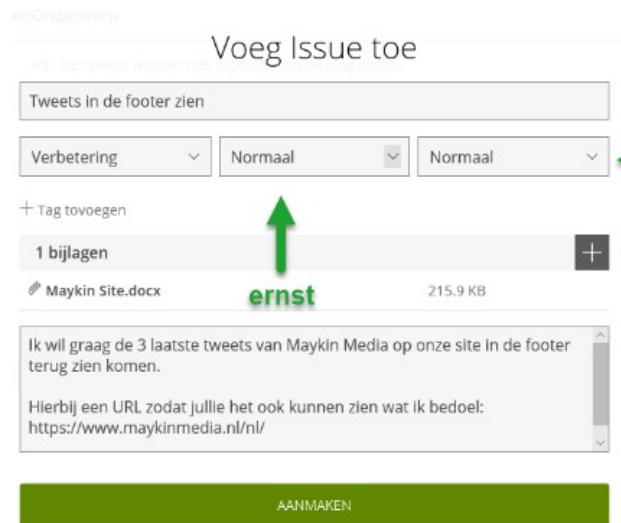 enOnderwerp
Voeg Issue toe
Tweets in de footer zien
Verbetering Normaal Normaal
+ Tag tovoegen
1 bijlagen +
Maykin Site.docx 215.9 KB
ernst
Ik wil graag de 3 laatste tweets van Maykin Media op onze site in de footer
terug zien komen.
Hierbij een URL zodat jullie het ook kunnen zien wat ik bedoel:
https://www.maykinmedia.nl/nl/
AANMAKEN